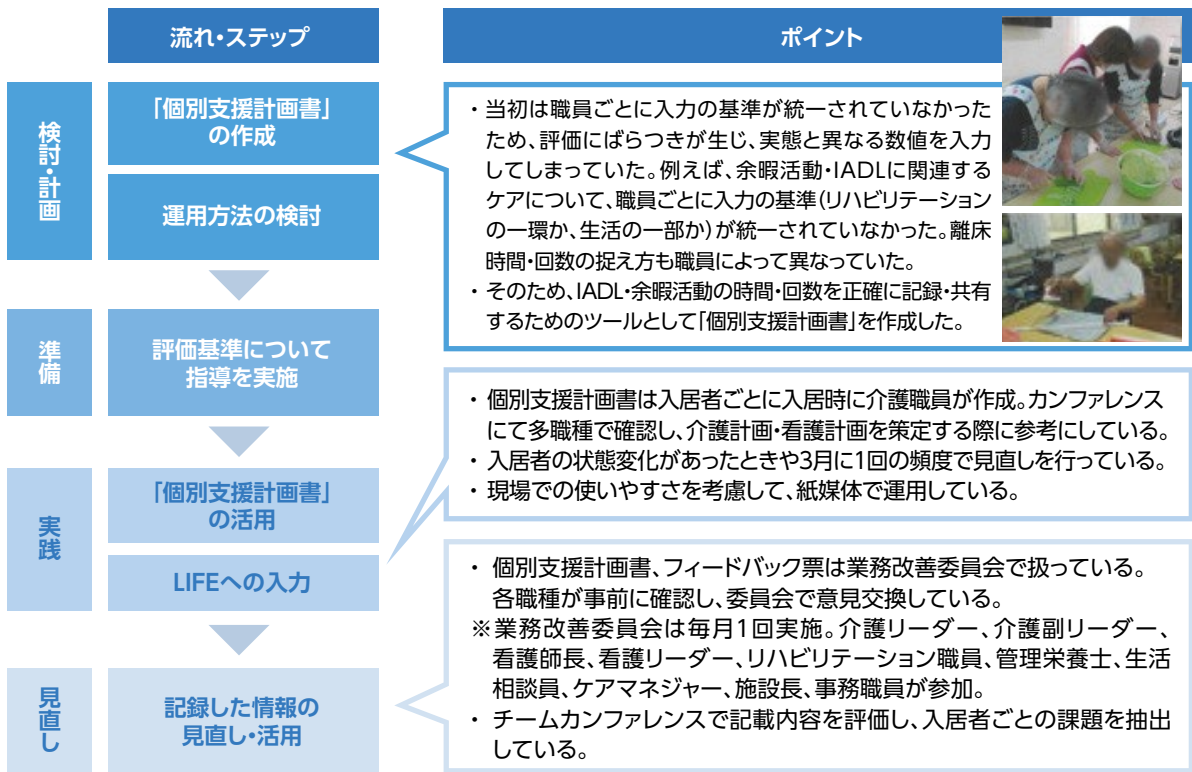 流れ・ステップ
ポイント
検討・計画
「個別支援計画書」
の作成
運用方法の検討
・ 当初は職員ごとに入力の基準が統一されていなかった
ため、評価にばらつきが生じ、実態と異なる数値を入力
してしまっていた。例えば、余暇活動・IADLに関連する
ケアについて、職員ごとに入力の基準（リハビリテーション
の一環か、生活の一部か）が統一されていなかった。離床
時間・回数の捉え方も職員によって異なっていた。
・ そのため、IADL・余暇活動の時間・回数を正確に記録・共有
するためのツールとして「個別支援計画書」を作成した。
準備
評価基準について
指導を実施
実践
「個別支援計画書」
の活用
LIFEへの入力
・ 個別支援計画書は入居者ごとに入居時に介護職員が作成。カンファレンス
にて多職種で確認し、介護計画・看護計画を策定する際に参考にしている。
・ 入居者の状態変化があったときや3月に1回の頻度で見直しを行っている。
・ 現場での使いやすさを考慮して、紙媒体で運用している。
見直し
記録した情報の
見直し・活用
・ 個別支援計画書、フィードバック票は業務改善委員会で扱っている。
各職種が事前に確認し、委員会で意見交換している。
※業務改善委員会は毎月1回実施。介護リーダー、介護副リーダー、
看護師長、看護リーダー、リハビリテーション職員、管理栄養士、生活
相談員、ケアマネジャー、施設長、事務職員が参加。
・ チームカンファレンスで記載内容を評価し、入居者ごとの課題を抽出
している。